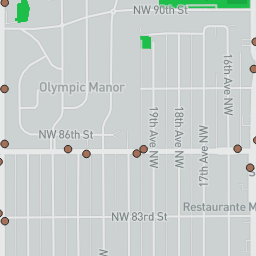 NW 90th St
Olympic Manor
16th Ave NW
19th Ave NW
18th Ave NW
17th Ave NW
NW 86th St
Restaurante M
NW 83rd St